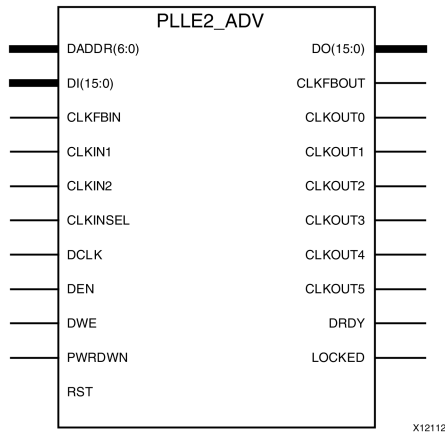 PLLE2_ADV
DADDR(6:0) DO(15:0)
DI(15:0) CLKFBOUT
CLKFBIN CLKOUT0
CLKIN1 CLKOUT1
CLKIN2 CLKOUT2
CLKINSEL CLKOUT3
DCLK CLKOUT4
DEN CLKOUT5
DWE DRDY
PWRDWN LOCKED
RST
X12112